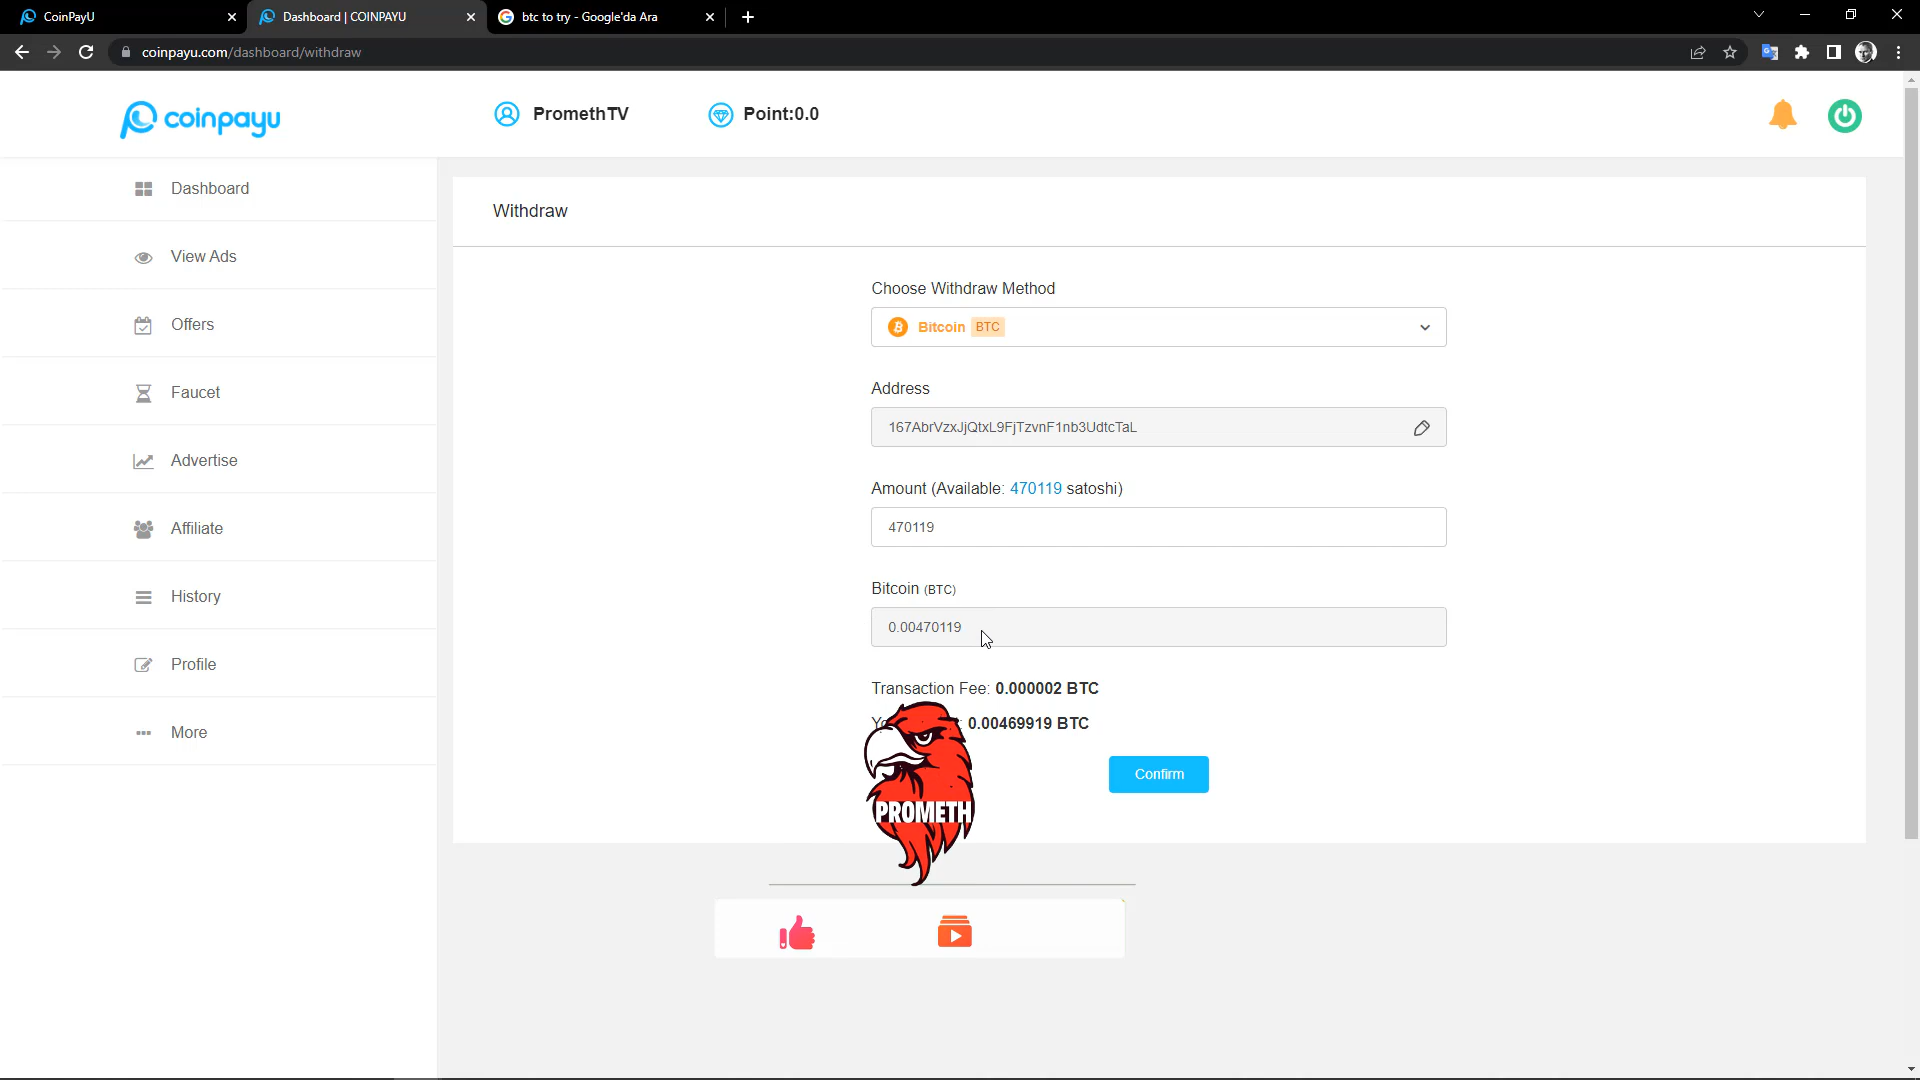 CoinPayU
Dashboard | COINPAYU
btc to try - Google'da Ara
coinpayu.com/dashboard/withdraw
coinpayu
PromethTV
Point:0.0
Dashboard
View Ads
Offers
Faucet
Advertise
Affiliate
History
Profile
More
Withdraw
Choose Withdraw Method
Bitcoin BTC
Address
167AbrVzxJjQtxL9FjTzvnF1nb3UdtcTaL
Amount (Available: 470119 satoshi)
470119
Bitcoin (BTC)
0.00470119
Transaction Fee: 0.000002 BTC
: 0.00469919 BTC
Confirm
PROMETH